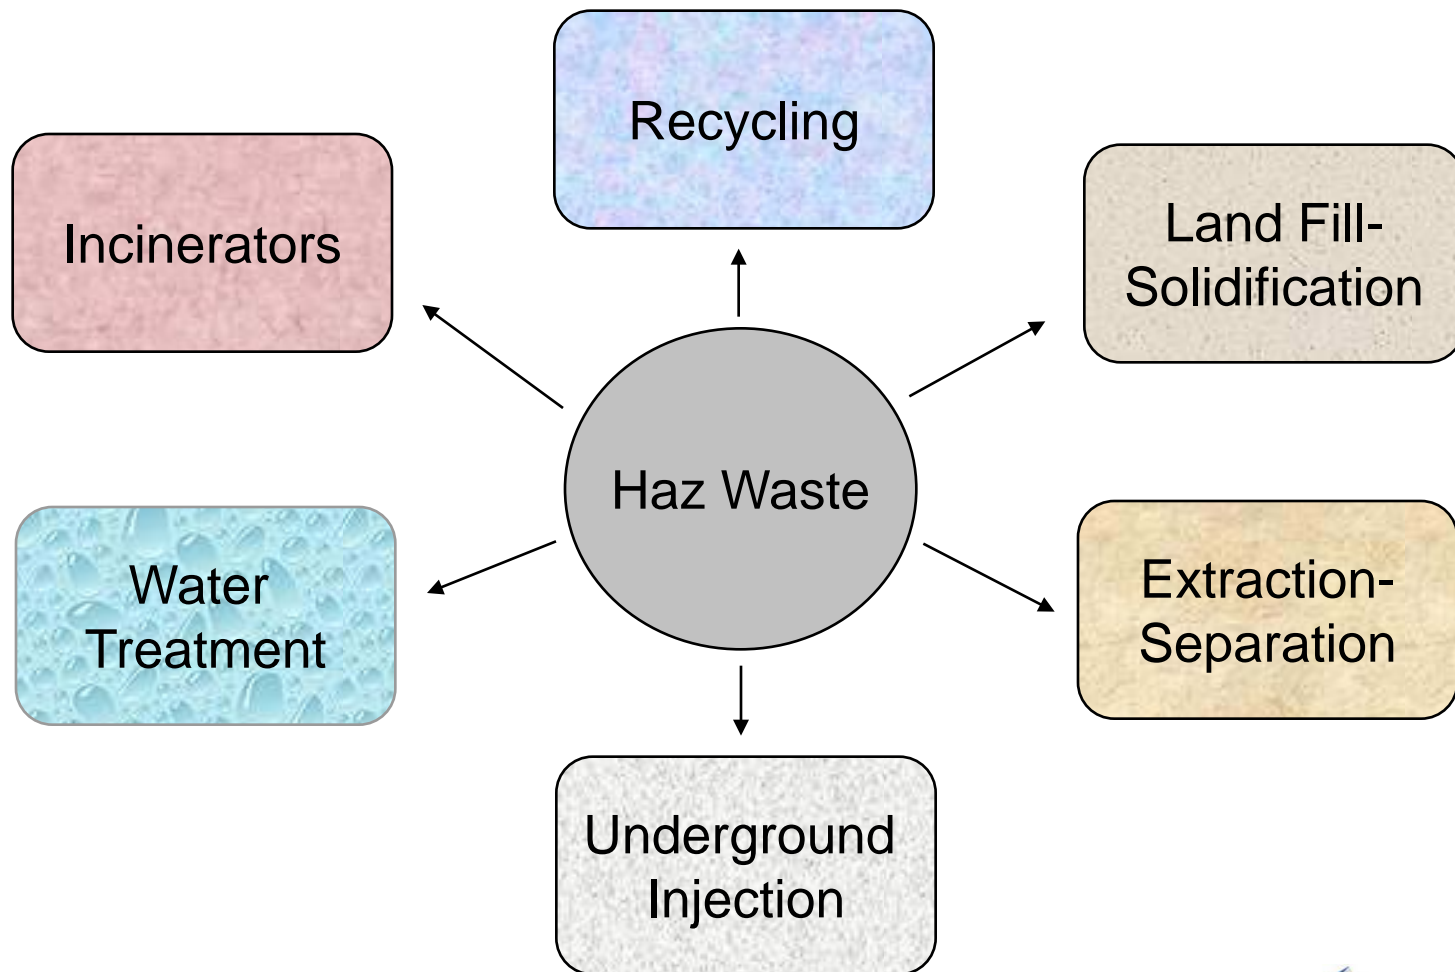 Recycling
Incinerators
Land Fill-
Solidification
Haz Waste
Water
Treatment
Extraction-
Separation
Underground
Injection